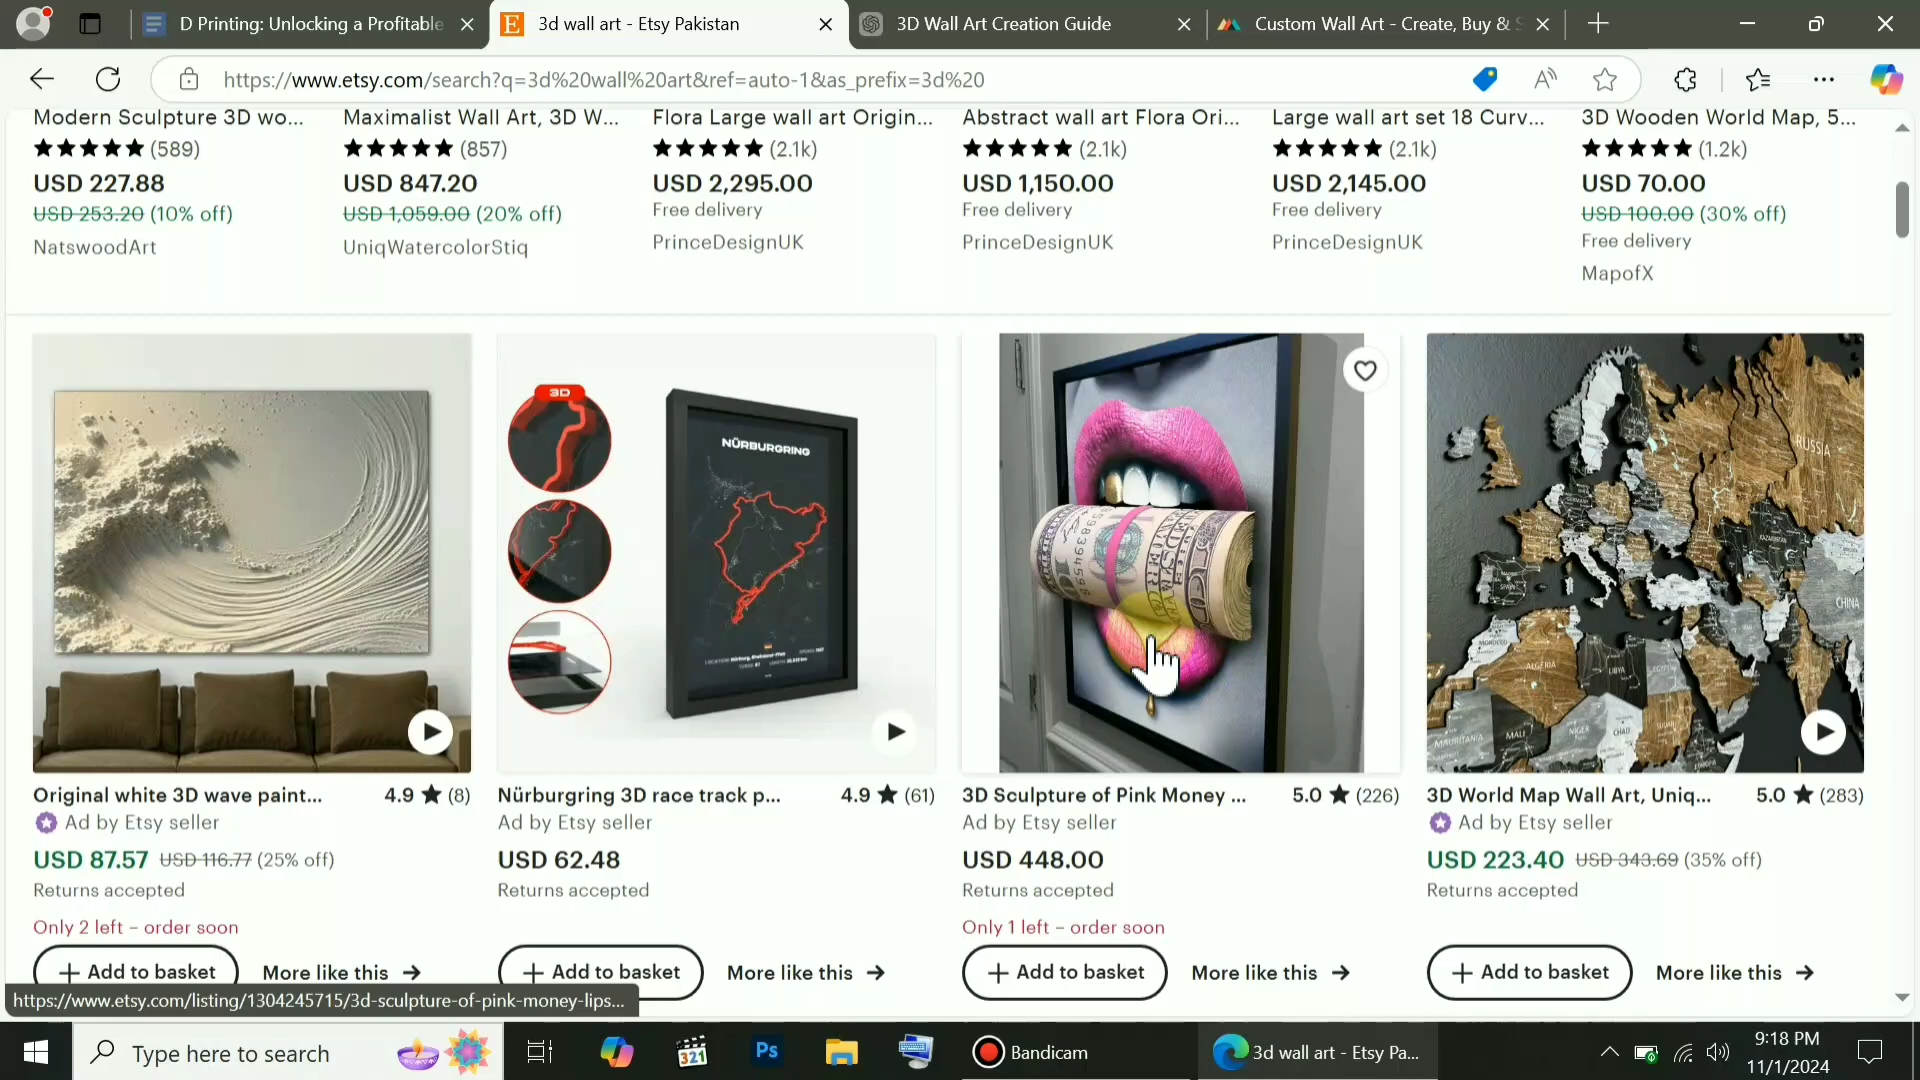 D Printing: Unlocking a Profitable
3d wall art - Etsy Pakistan
3D Wall Art Creation Guide
Custom Wall Art - Create, Buy & S
https://www.etsy.com/search?q=3d%20wall%20art&ref=auto-1&as_prefix=3d%20
Modern Sculpture 3D wo...
Maximalist Wall Art, 3D W...
Flora Large wall art Origin...
Abstract wall art Flora Ori...
Large wall art set 18 Curv...
3D Wooden World Map, 5...
(589)
(857)
(2.1k)
(2.1k)
(2.1k)
(1.2k)
USD 227.88
USD 847.20
USD 2,295.00
USD 1,150.00
USD 2,145.00
USD 70.00
USD 253.20 (10% off)
USD 1,059.00 (20% off)
Free delivery
Free delivery
Free delivery
USD 100.00 (30% off)
NatswoodArt
UniqWatercolorStiq
PrinceDesignUK
PrinceDesignUK
PrinceDesignUK
Free delivery
MapofX
3D
NÜRBURGRING
RUSSIA
KAZAKHSTAN
CHINA
SPAIN
MOROCCO
ALGERIA
LIBYA
EGYPT
MAURITANIA
MALI
NIGER
CHAD
SUDAN
Original white 3D wave paint...
4.9 ★ (8)
Nürburgring 3D race track p...
4.9 ★ (61)
3D Sculpture of Pink Money ...
5.0 ★ (226)
3D World Map Wall Art, Uniq...
5.0 ★ (283)
Ad by Etsy seller
Ad by Etsy seller
Ad by Etsy seller
Ad by Etsy seller
USD 87.57 USD 116.77 (25% off)
USD 62.48
USD 448.00
USD 223.40 USD 343.69 (35% off)
Returns accepted
Returns accepted
Returns accepted
Returns accepted
Only 2 left – order soon
Only 1 left – order soon
+ Add to basket
More like this →
+ Add to basket
More like this →
+ Add to basket
More like this →
+ Add to basket
More like this →
https://www.etsy.com/listing/1304245715/3d-sculpture-of-pink-money-lips...
Type here to search
321
Ps
Bandicam
3d wall art - Etsy Pa...
9:18 PM
11/1/2024